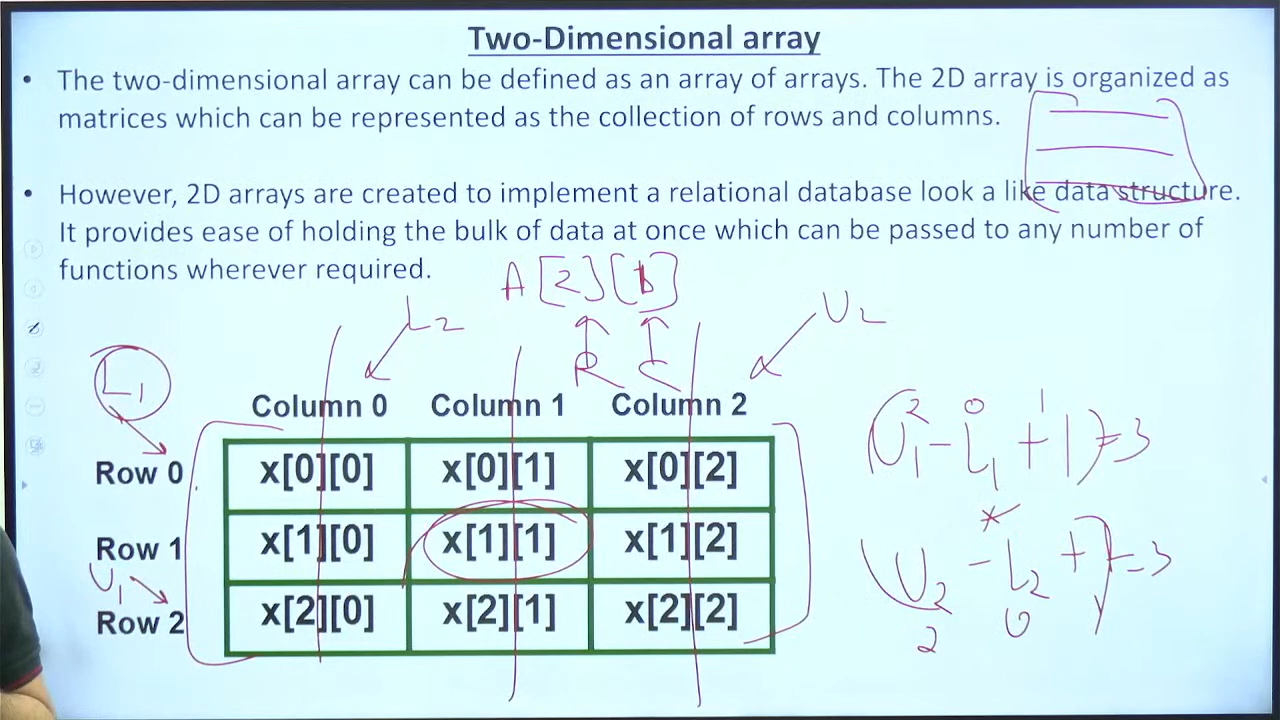 Two-Dimensional array
• The two-dimensional array can be defined as an array of arrays. The 2D array is organized as
matrices which can be represented as the collection of rows and columns.
• However, 2D arrays are created to implement a relational database look a like data structure.
It provides ease of holding the bulk of data at once which can be passed to any number of
functions wherever required.
A [2] [
L2
U2
R C
L1
Column 0 Column 1 Column 2
Row 0 x[0][0] x[0][1] x[0][2]
2 0 1
(U1 - L1 + 1) = 3
*
Row 1 x[1][0] x[1][1] x[1][2]
U1
(U2 - L2 + 1) = 3
2 0
Row 2 x[2][0] x[2][1] x[2][2]